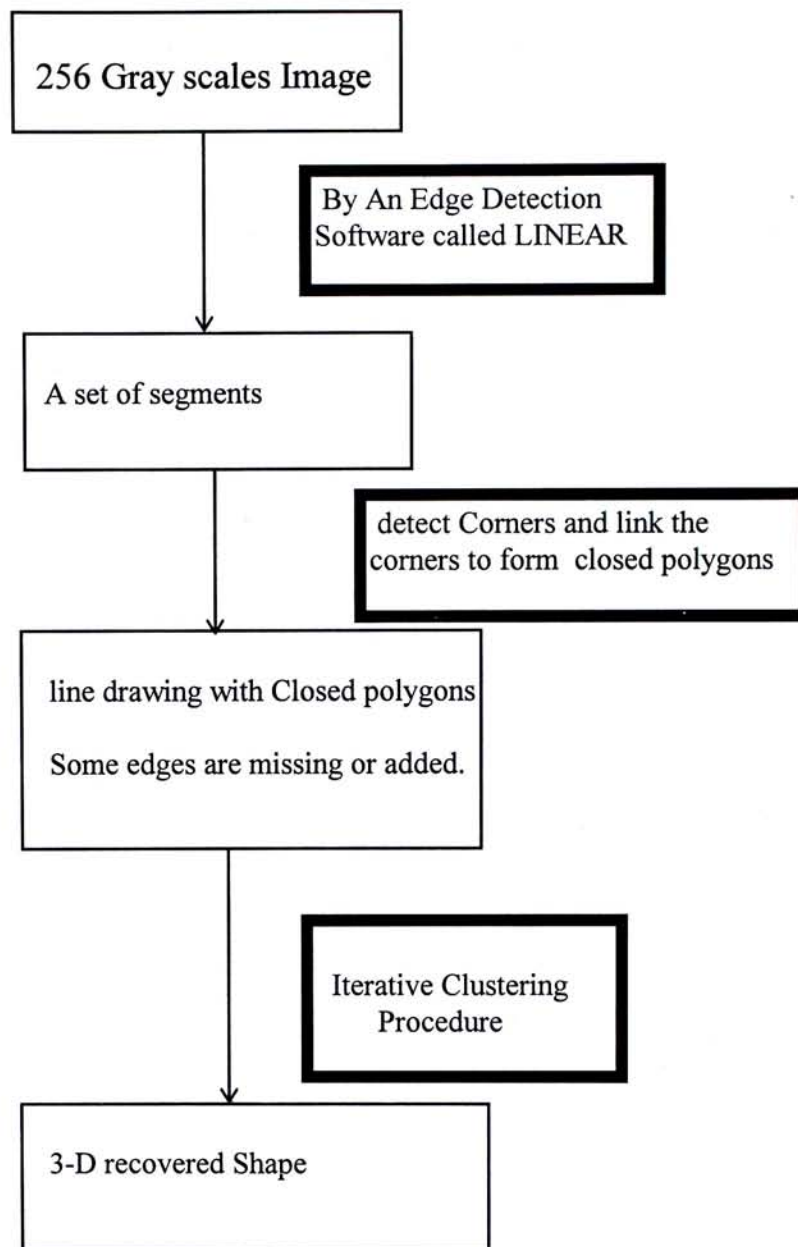 256 Gray scales Image
By An Edge Detection
Software called LINEAR
A set of segments
detect Corners and link the
corners to form closed polygons
line drawing with Closed polygons
Some edges are missing or added.
Iterative Clustering
Procedure
3-D recovered Shape